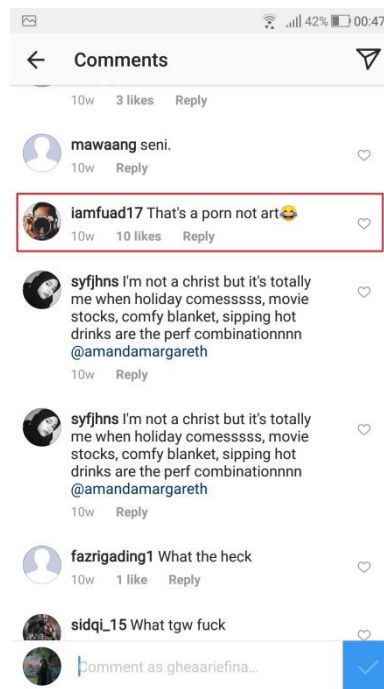 42% 00:47
Comments
10w 3 likes Reply
mawaang seni.
10w Reply
iamfuad17 That's a porn not art😂
10w 10 likes Reply
syfjhns I'm not a christ but it's totally
me when holiday comesssss, movie
stocks, comfy blanket, sipping hot
drinks are the perf combinationnnn
@amandamargareth
10w Reply
syfjhns I'm not a christ but it's totally
me when holiday comesssss, movie
stocks, comfy blanket, sipping hot
drinks are the perf combinationnnn
@amandamargareth
10w Reply
fazrigading1 What the heck
10w 1 like Reply
sidqi_15 What tgw fuck
Comment as gheaariefina...